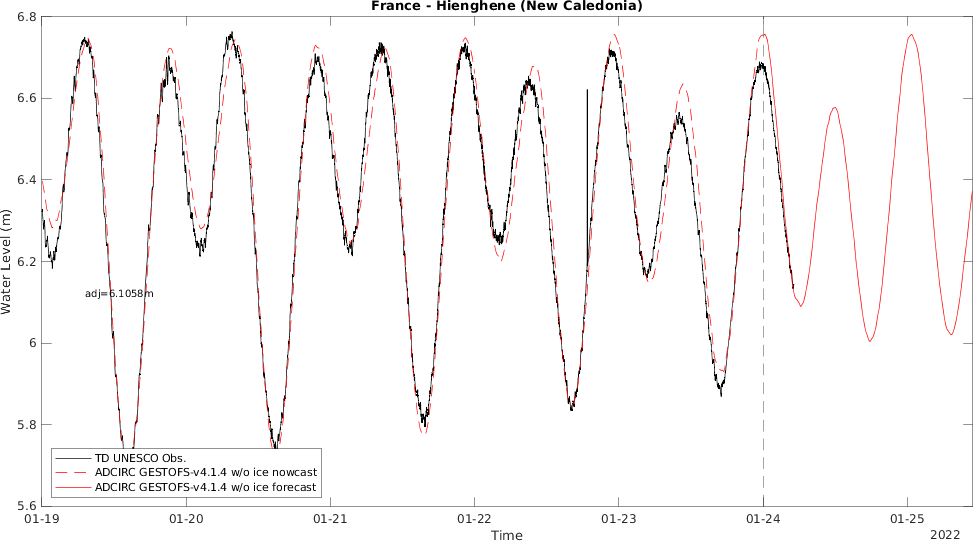 France - Hienghene (New Caledonia)
6.8
6.6
6.4
6.2
6
5.8
5.6
Water Level (m)
adj=6.1058m
TD UNESCO Obs.
ADCIRC GESTOFS-v4.1.4 w/o ice nowcast
ADCIRC GESTOFS-v4.1.4 w/o ice forecast
01-19 01-20 01-21 01-22 01-23 01-24 01-25
Time
2022